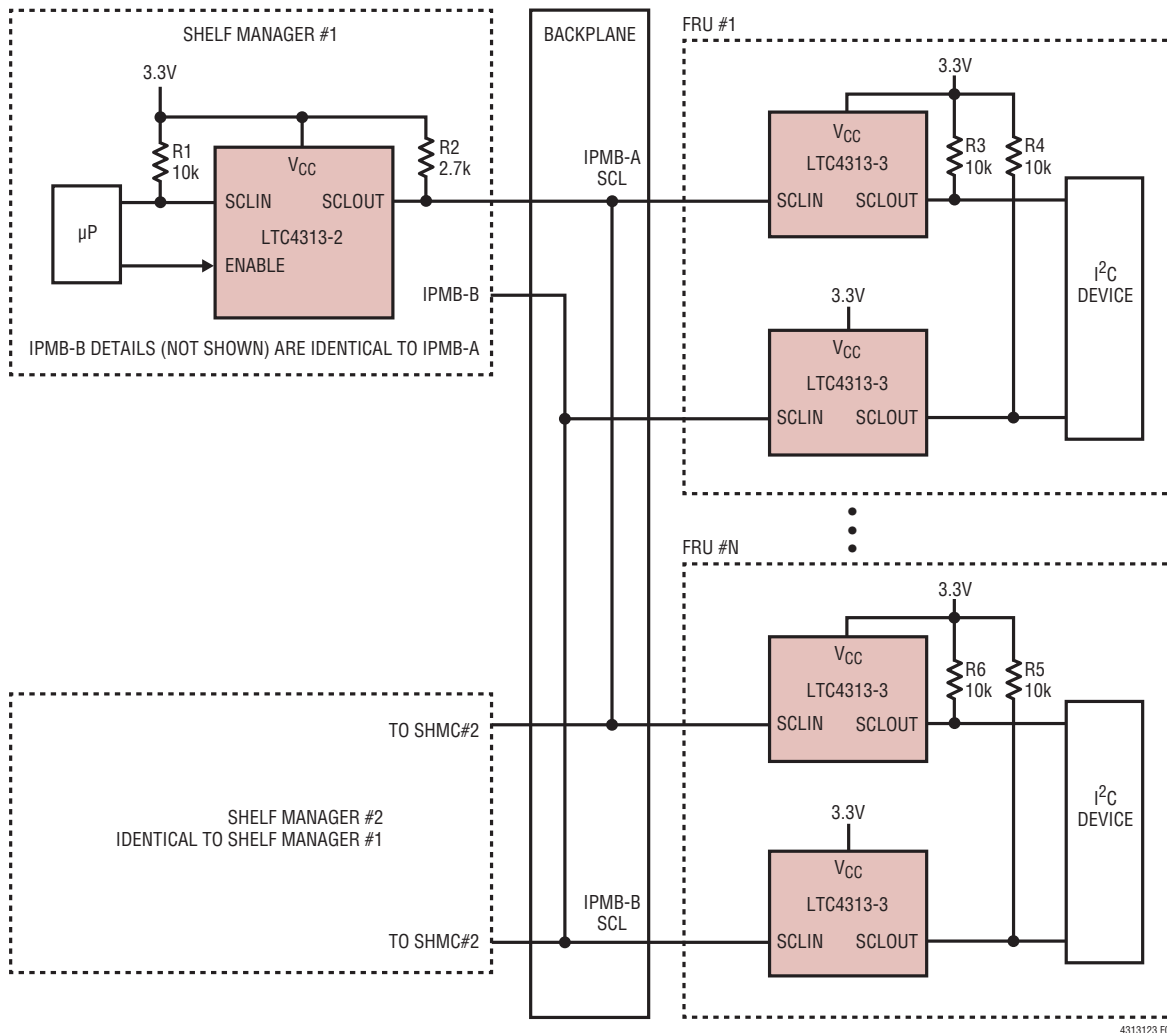 SHELF MANAGER #1
3.3V
R1
10k
VCC
R2
2.7k
SCLIN
SCLOUT
LTC4313-2
ENABLE
µP
IPMB-B
IPMB-B DETAILS (NOT SHOWN) ARE IDENTICAL TO IPMB-A
BACKPLANE
IPMB-A
SCL
FRU #1
3.3V
VCC
LTC4313-3
SCLIN
SCLOUT
R3
10k
R4
10k
I2C
DEVICE
3.3V
VCC
LTC4313-3
SCLIN
SCLOUT
FRU #N
3.3V
VCC
LTC4313-3
SCLIN
SCLOUT
R6
10k
R5
10k
I2C
DEVICE
3.3V
VCC
LTC4313-3
SCLIN
SCLOUT
TO SHMC#2
SHELF MANAGER #2
IDENTICAL TO SHELF MANAGER #1
TO SHMC#2
IPMB-B
SCL